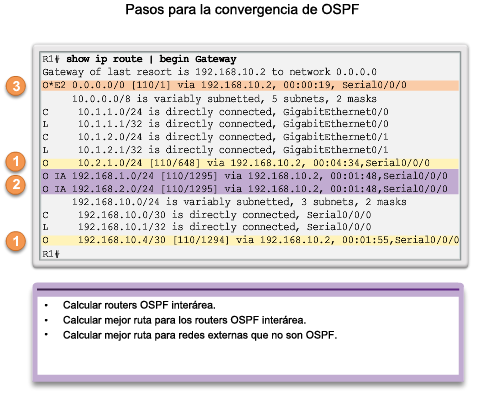 Pasos para la convergencia de OSPF
R1# show ip route | begin Gateway
Gateway of last resort is 192.168.10.2 to network 0.0.0.0
3 O*E2 0.0.0.0/0 [110/1] via 192.168.10.2, 00:00:19, Serial0/0/0
10.0.0.0/8 is variably subnetted, 5 subnets, 2 masks
C 10.1.1.0/24 is directly connected, GigabitEthernet0/0
L 10.1.1.1/32 is directly connected, GigabitEthernet0/0
C 10.1.2.0/24 is directly connected, GigabitEthernet0/1
L 10.1.2.1/32 is directly connected, GigabitEthernet0/1
1 O 10.2.1.0/24 [110/648] via 192.168.10.2, 00:04:34,Serial0/0/0
2 O IA 192.168.1.0/24 [110/1295] via 192.168.10.2, 00:01:48,Serial0/0/0
O IA 192.168.2.0/24 [110/1295] via 192.168.10.2, 00:01:48,Serial0/0/0
192.168.10.0/24 is variably subnetted, 3 subnets, 2 masks
C 192.168.10.0/30 is directly connected, Serial0/0/0
L 192.168.10.1/32 is directly connected, Serial0/0/0
1 O 192.168.10.4/30 [110/1294] via 192.168.10.2, 00:01:55,Serial0/0/0
R1#
• Calcular routers OSPF interárea.
• Calcular mejor ruta para los routers OSPF interárea.
• Calcular mejor ruta para redes externas que no son OSPF.